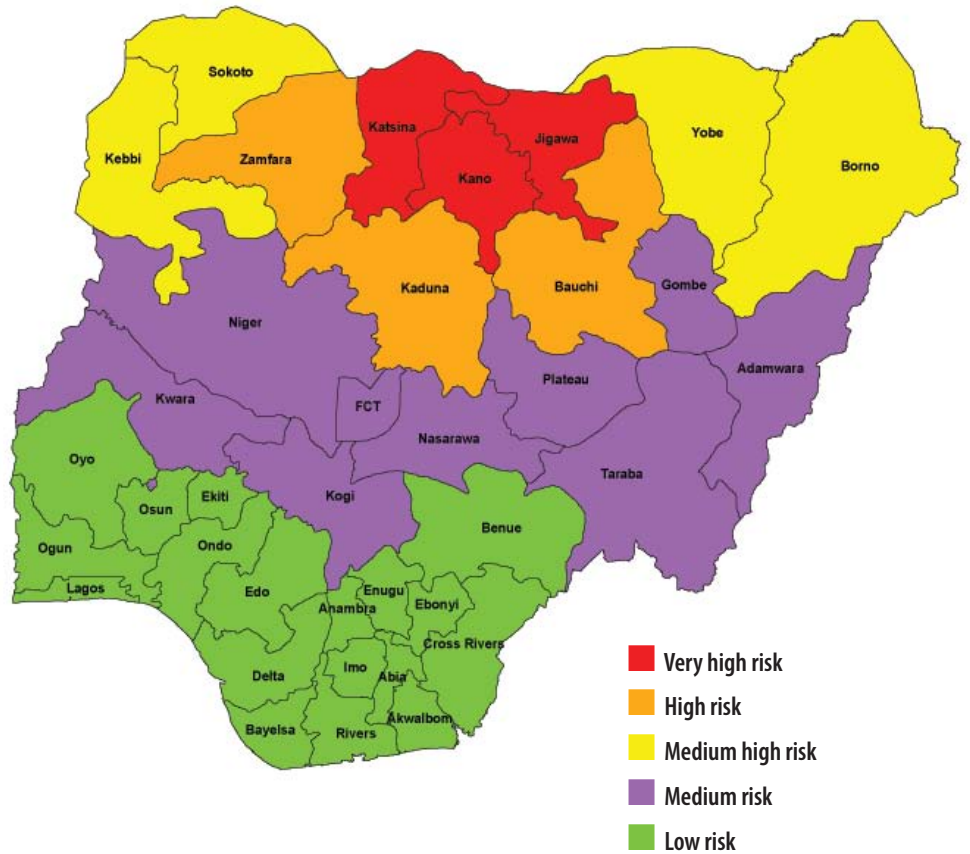 Sokoto
Katsina
Jigawa
Yobe
Kebbi
Zamfara
Kano
Borno
Kaduna
Bauchi
Gombe
Niger
Adamwara
Plateau
Kwara
FCT
Nasarawa
Taraba
Oyo
Kogi
Osun
Ekiti
Benue
Ogun
Ondo
Lagos
Edo
Enugu
Anambra
Ebonyi
Cross Rivers
Imo
Delta
Abia
Akwalbom
Bayelsa
Rivers
Very high risk
High risk
Medium high risk
Medium risk
Low risk